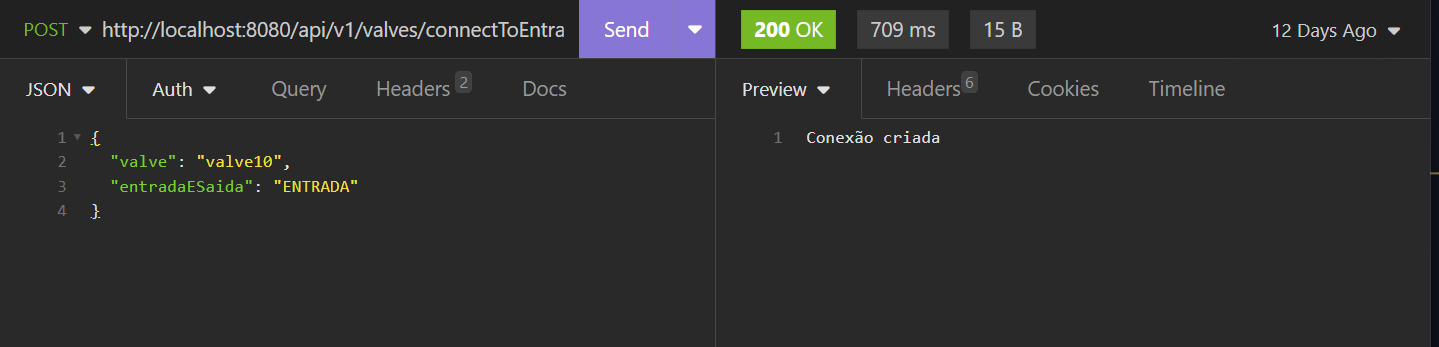 POST http://localhost:8080/api/v1/valves/connectToEntra Send 200 OK 709 ms 15 B 12 Days Ago
JSON Auth Query Headers 2 Docs Preview Headers 6 Cookies Timeline
1 {
2 "valve": "valve10",
3 "entradaESaida": "ENTRADA"
4 }
1 Conexão criada